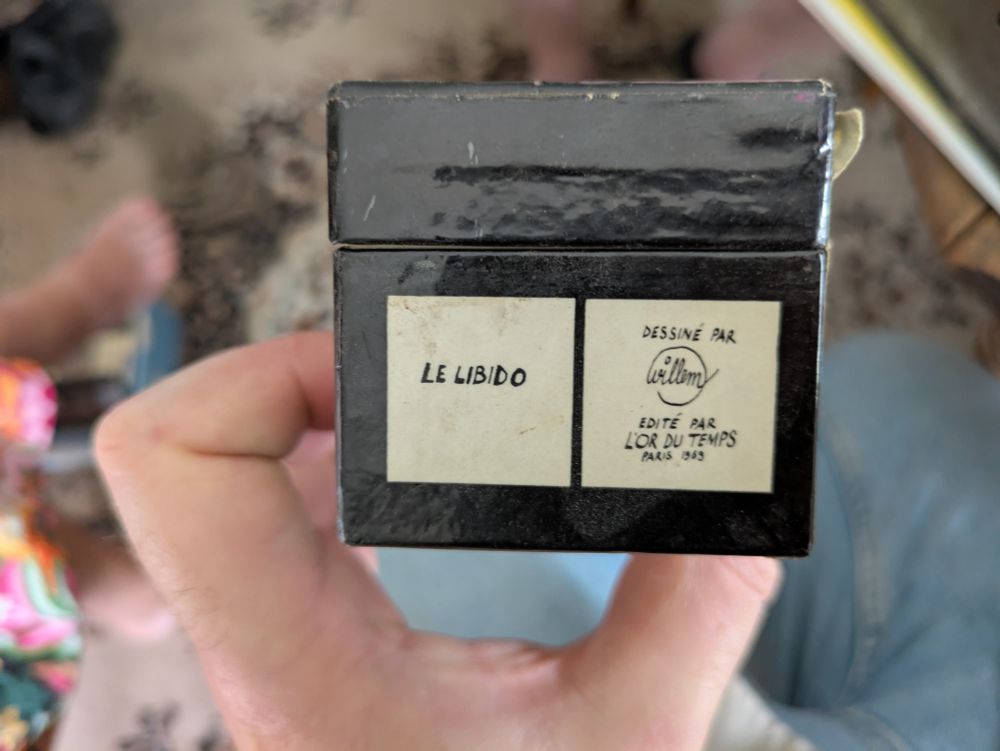 LE LIBIDO
DESSINÉ PAR
willem
EDITÉ PAR
L'OR DU TEMPS
PARIS 1969